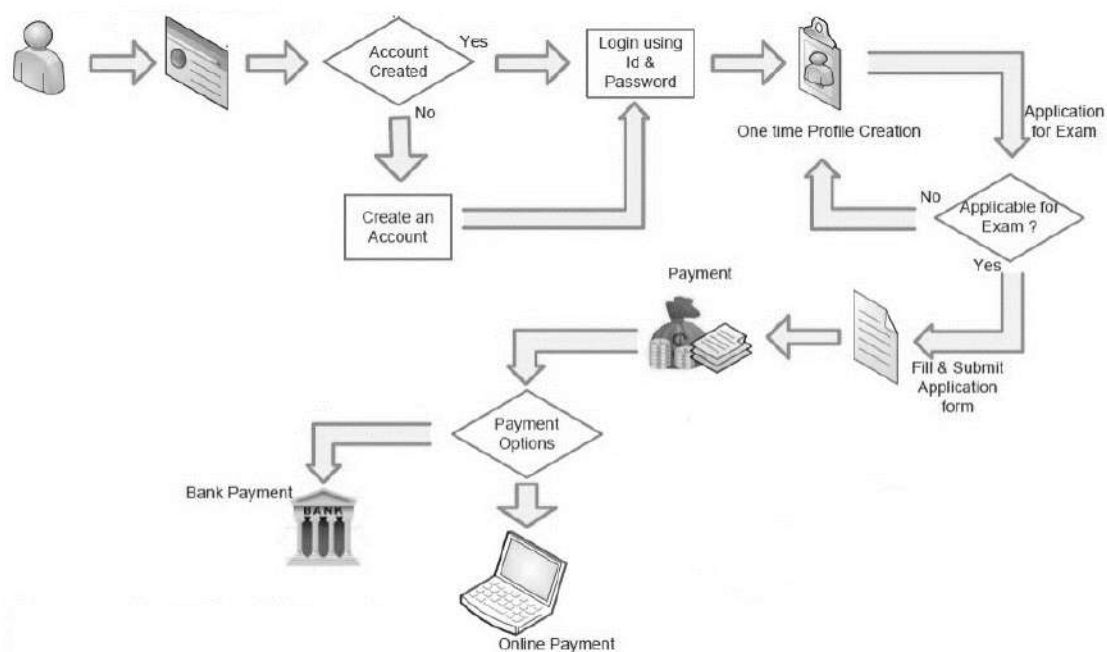 Account
Created
Yes
No
Login using
Id &
Password
One time Profile Creation
Application
for Exam
Create an
Account
No
Applicable for
Exam ?
Yes
Payment
Fill & Submit
Application
form
Payment
Options
Bank Payment
BANK
Online Payment